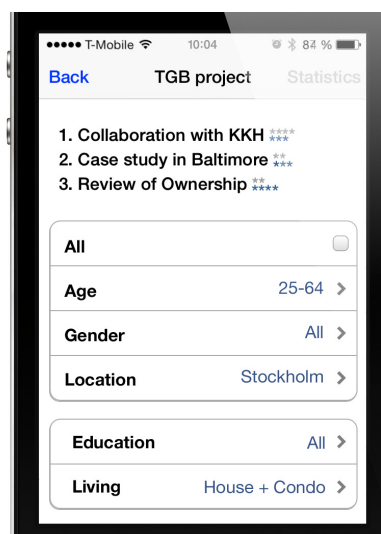 T-Mobile 10:04 87 %
Back TGB project Statistics
1. Collaboration with KKH ****
***
2. Case study in Baltimore **
***
3. Review of Ownership **
****
All
Age 25-64
Gender All
Location Stockholm
Education All
Living House + Condo